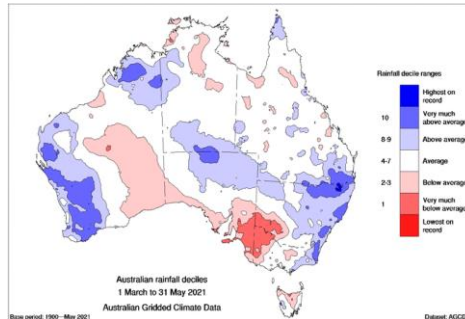 Rainfall decile ranges
Highest on
record
10
Very much
above average
8-9
Above average
4-7
Average
2-3
Below average
1
Very much
below average
Lowest on
record
Australian rainfall deciles
1 March to 31 May 2021
Australian Gridded Climate Data
Base period: 1900-May 2021
Dataset: AGCD